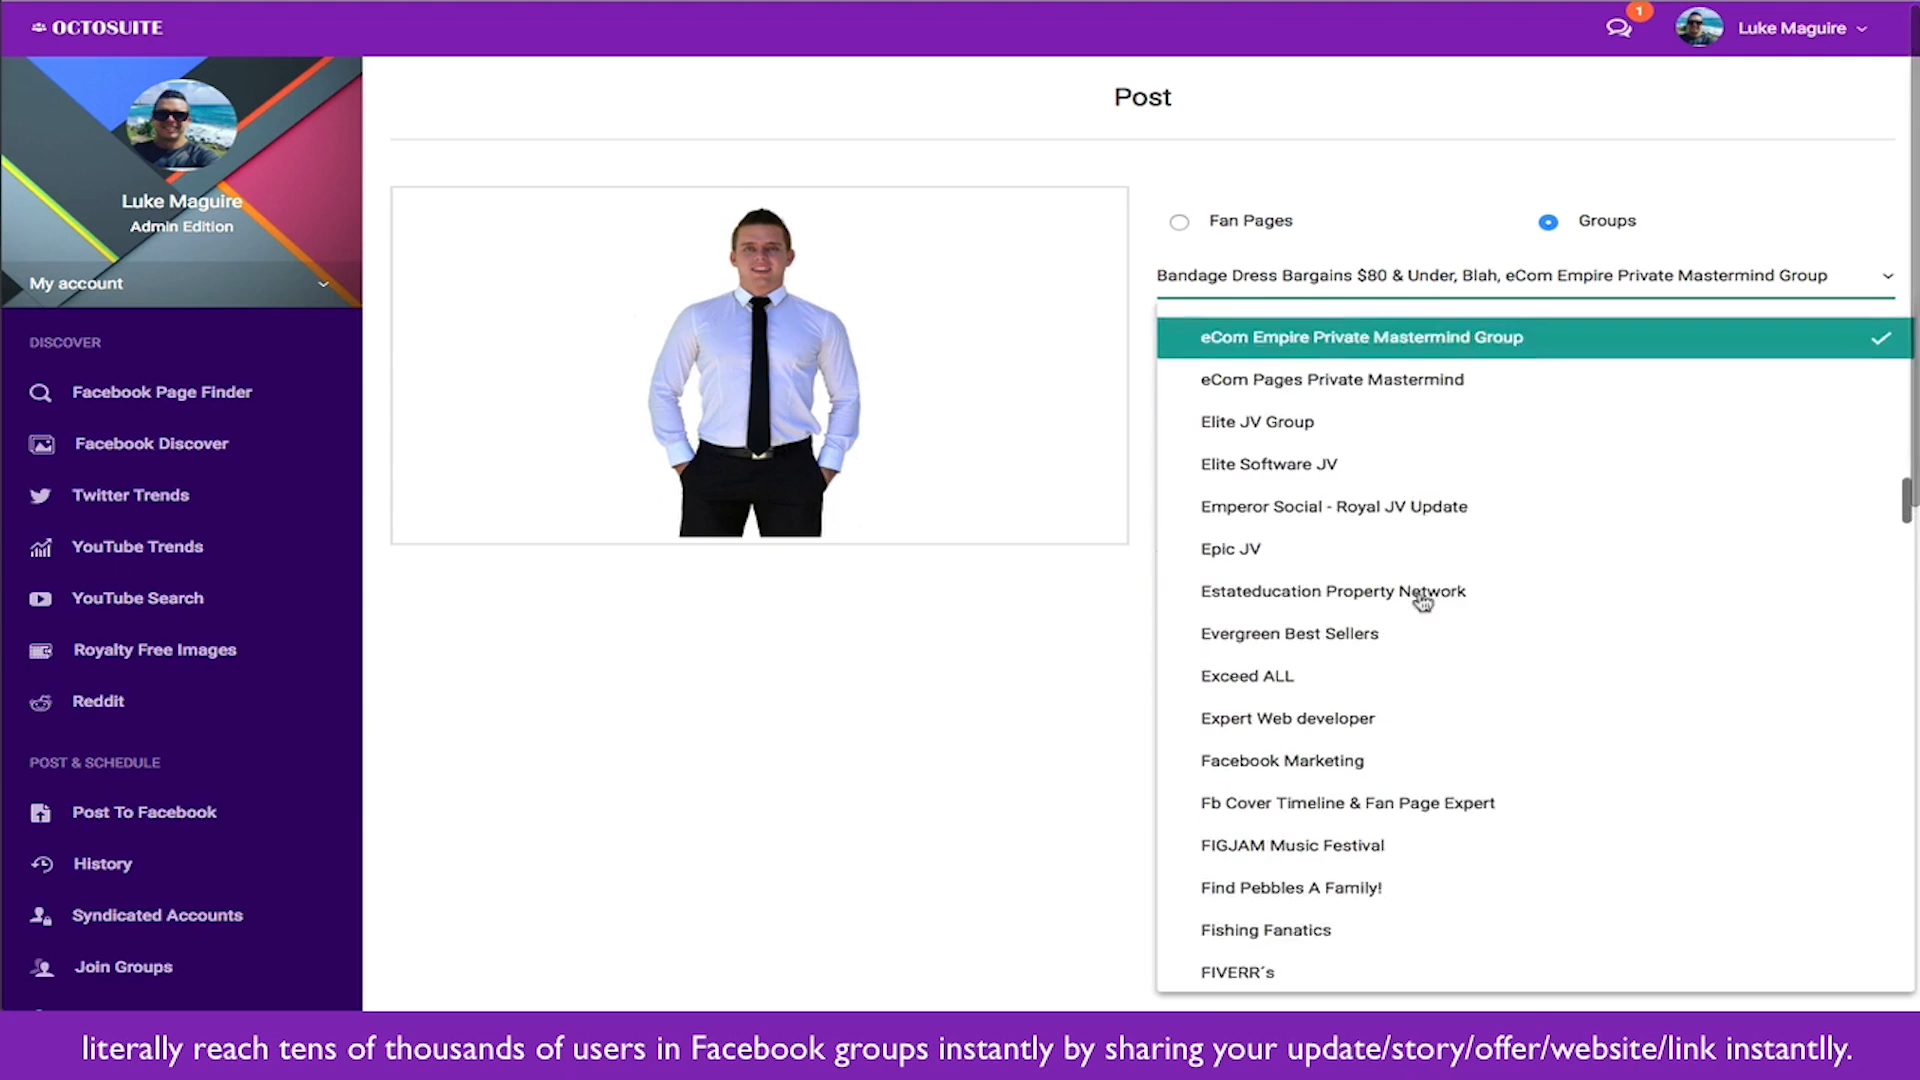 OCTOSUITE
1
Luke Maguire
Luke Maguire
Admin Edition
My account
DISCOVER
Facebook Page Finder
Facebook Discover
Twitter Trends
YouTube Trends
YouTube Search
Royalty Free Images
Reddit
POST & SCHEDULE
Post To Facebook
History
Syndicated Accounts
Join Groups
Post
Fan Pages
Groups
Bandage Dress Bargains $80 & Under, Blah, eCom Empire Private Mastermind Group
eCom Empire Private Mastermind Group
eCom Pages Private Mastermind
Elite JV Group
Elite Software JV
Emperor Social - Royal JV Update
Epic JV
Estateducation Property Network
Evergreen Best Sellers
Exceed ALL
Expert Web developer
Facebook Marketing
Fb Cover Timeline & Fan Page Expert
FIGJAM Music Festival
Find Pebbles A Family!
Fishing Fanatics
FIVERR´s
literally reach tens of thousands of users in Facebook groups instantly by sharing your update/story/offer/website/link instantlly.